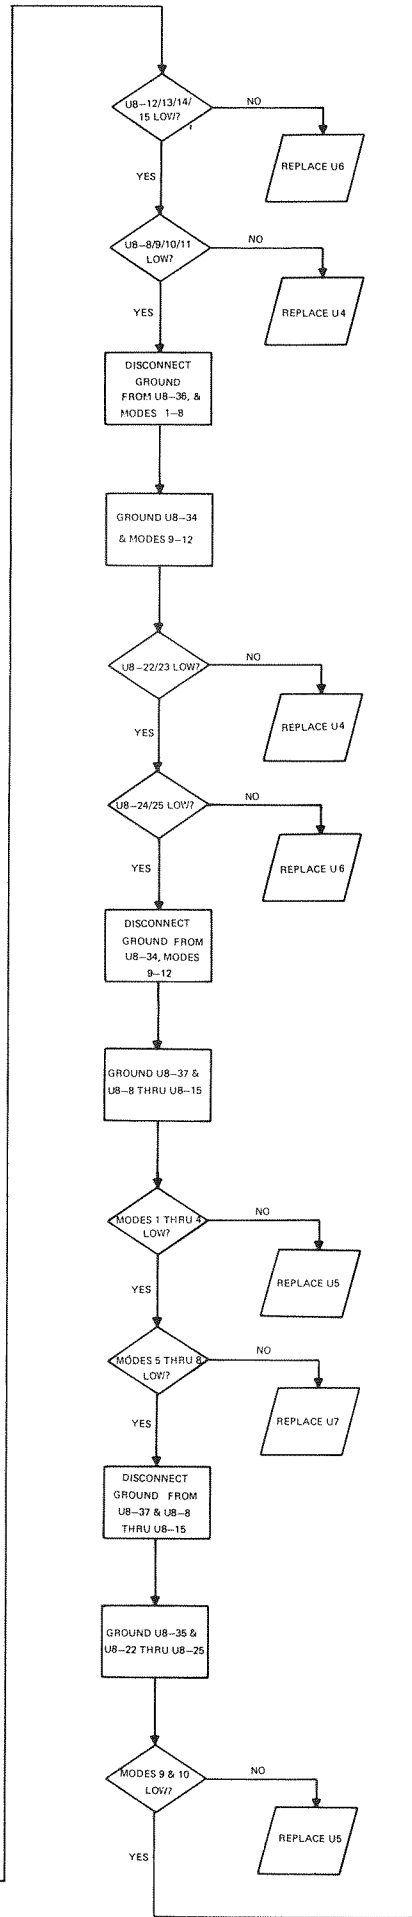 U8-12/13/14/
15 LOW?
NO
REPLACE U6
YES
U8-8/9/10/11
LOW?
NO
REPLACE U4
YES
DISCONNECT
GROUND
FROM U8-36, &
MODES 1-8
GROUND U8-34
& MODES 9-12
U8-22/23 LOW?
NO
REPLACE U4
YES
U8-24/25 LOW?
NO
REPLACE U6
YES
DISCONNECT
GROUND FROM
U8-34, MODES
9-12
GROUND U8-37 &
U8-8 THRU U8-15
MODES 1 THRU 4
LOW?
NO
REPLACE U5
YES
MODES 5 THRU 8
LOW?
NO
REPLACE U7
YES
DISCONNECT
GROUND FROM
U8-37 & U8-8
THRU U8-15
GROUND U8-35 &
U8-22 THRU U8-25
MODES 9 & 10
LOW?
NO
REPLACE U5
YES